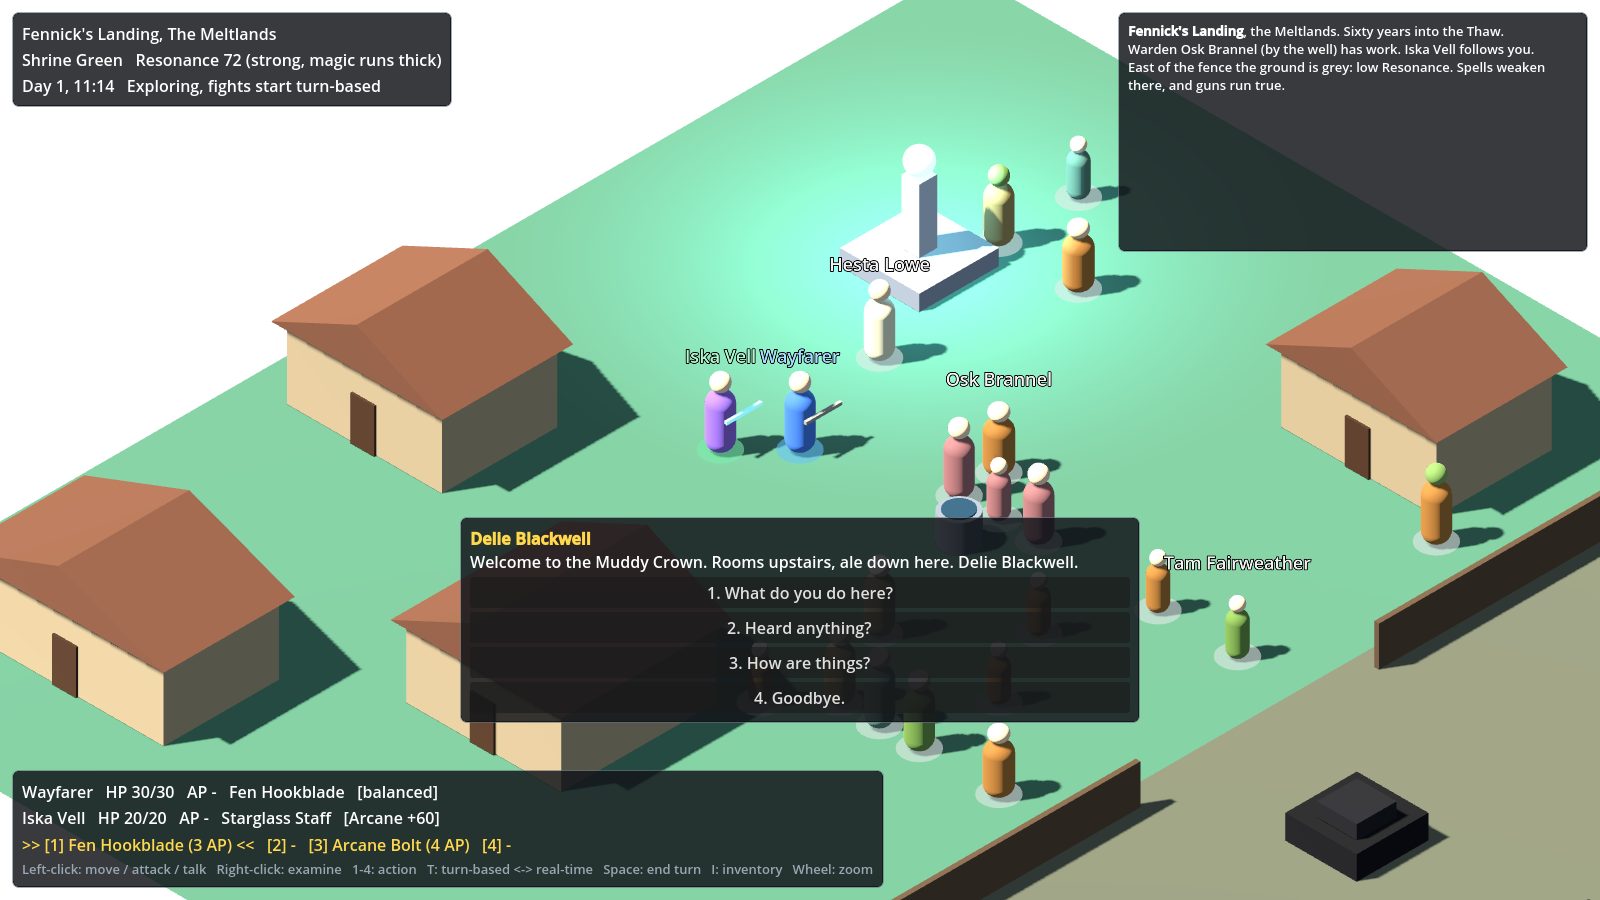 Fennick's Landing, The Meltlands
Shrine Green   Resonance 72 (strong, magic runs thick)
Day 1, 11:14   Exploring, fights start turn-based
Fennick's Landing, the Meltlands. Sixty years into the Thaw.
Warden Osk Brannel (by the well) has work. Iska Vell follows you.
East of the fence the ground is grey: low Resonance. Spells weaken
there, and guns run true.
Hesta Lowe
Iska Vell
Wayfarer
Osk Brannel
Tam Fairweather
Delie Blackwell
Welcome to the Muddy Crown. Rooms upstairs, ale down here. Delie Blackwell.
1. What do you do here?
2. Heard anything?
3. How are things?
4. Goodbye.
Wayfarer   HP 30/30   AP -   Fen Hookblade   [balanced]
Iska Vell   HP 20/20   AP -   Starglass Staff   [Arcane +60]
>> [1] Fen Hookblade (3 AP) <<   [2] -   [3] Arcane Bolt (4 AP)   [4] -
Left-click: move / attack / talk   Right-click: examine   1-4: action   T: turn-based <-> real-time   Space: end turn   I: inventory   Wheel: zoom